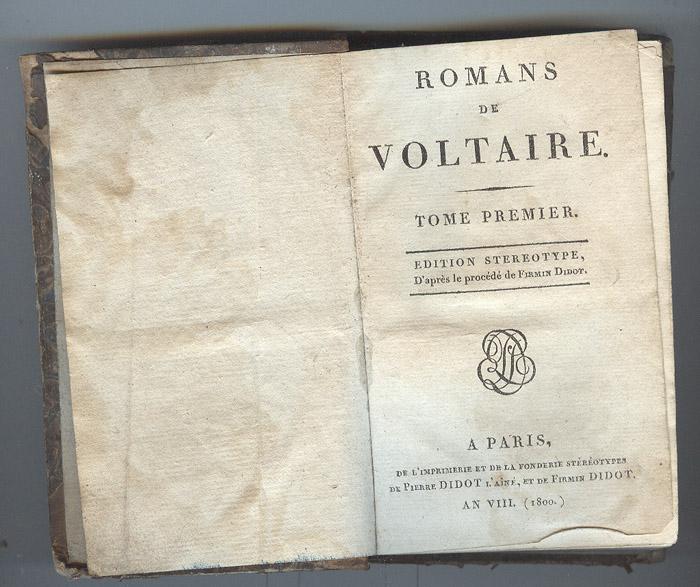 ROMANS
DE
VOLTAIRE.
TOME PREMIER.
EDITION STEREOTYPE,
D'après le procédé de FIRMIN DIDOT.
A PARIS,
DE L'IMPRIMERIE ET DE LA FONDERIE STÉRÉOTYPES
DE PIERRE DIDOT L'AÎNÉ, ET DE FIRMIN DIDOT.
AN VIII. (1800.)